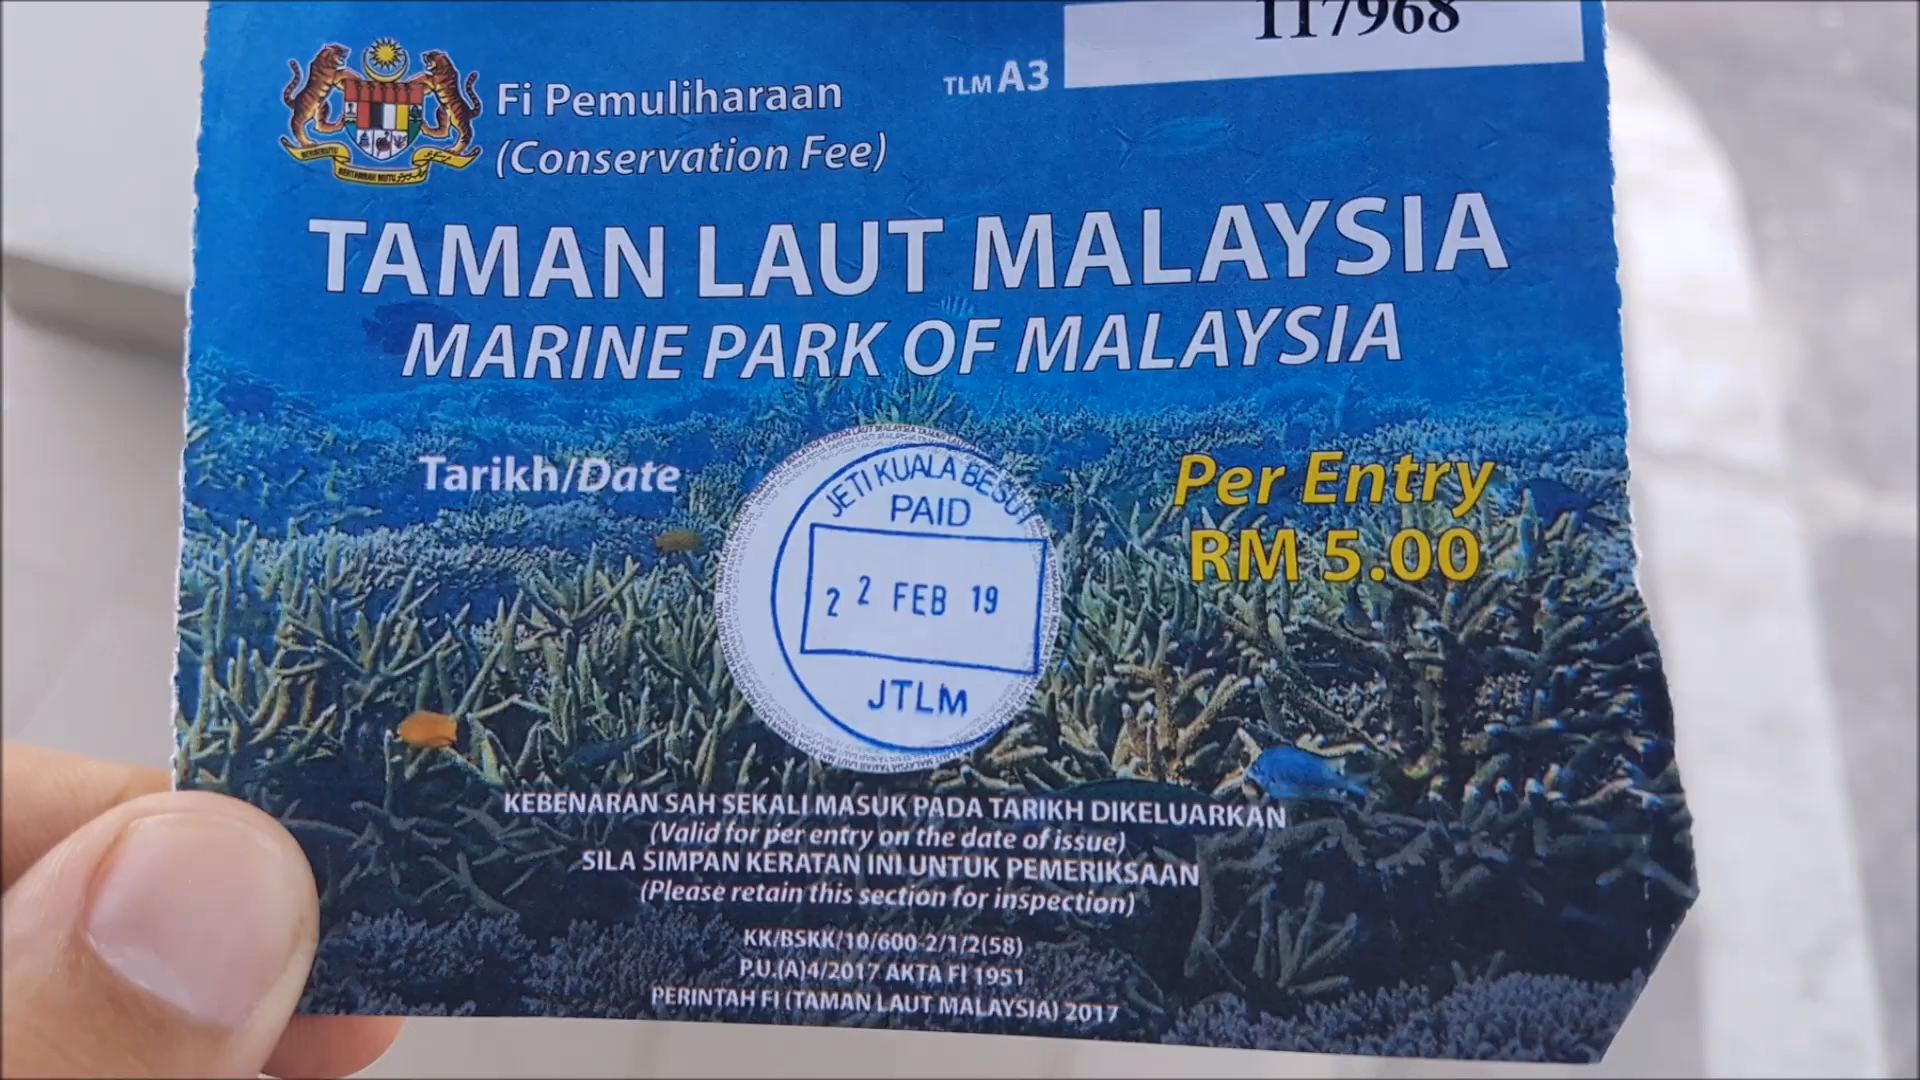 117968
TLM A3
Fi Pemuliharaan
(Conservation Fee)
BERTAMBAH MUTU
TAMAN LAUT MALAYSIA
MARINE PARK OF MALAYSIA
Tarikh/Date
JETI KUALA BESUT
PAID
22 FEB 19
JTLM
Per Entry
RM 5.00
KEBENARAN SAH SEKALI MASUK PADA TARIKH DIKELUARKAN
(Valid for per entry on the date of issue)
SILA SIMPAN KERATAN INI UNTUK PEMERIKSAAN
(Please retain this section for inspection)
KK/BSKK/10/600-2/1/2(58)
P.U.(A)4/2017 AKTA FI 1951
PERINTAH FI (TAMAN LAUT MALAYSIA) 2017